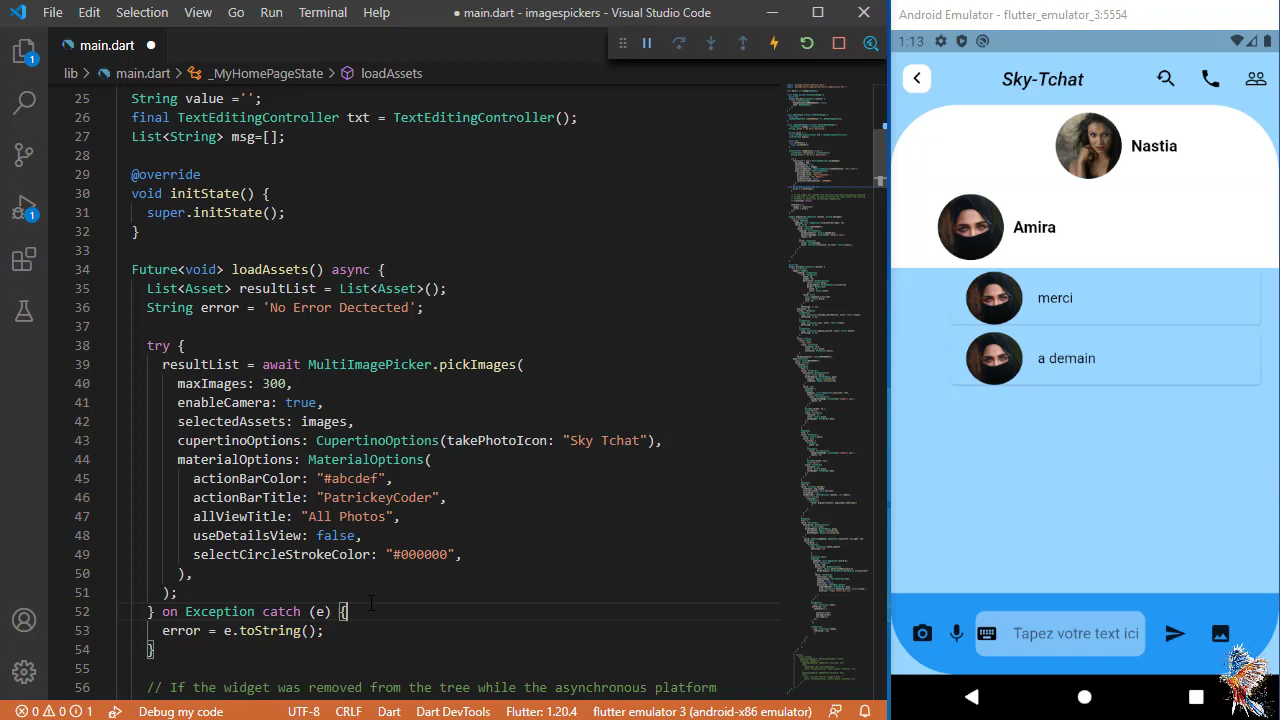 File Edit Selection View Go Run Terminal Help
● main.dart - imagespickers - Visual Studio Code
main.dart
lib > main.dart > _MyHomePageState > loadAssets
25 String value ='';
26 final TextEditingController txt = TextEditingController();
27 List<String> msg=[];
28
29 @override
30 void initState() {
31 super.initState();
32
33
34 Future<void> loadAssets() async {
35 List<Asset> resultList = List<Asset>();
36 String error = 'No Error Dectected';
37
38 try {
39 resultList = await MultiImagePicker.pickImages(
40 maxImages: 300,
41 enableCamera: true,
42 selectedAssets: images,
43 cupertinoOptions: CupertinoOptions(takePhotoIcon: "Sky Tchat"),
44 materialOptions: MaterialOptions(
45 actionBarColor: "#abcdef",
46 actionBarTitle: "PatrickeyCoder",
47 allViewTitle: "All Photos",
48 useDetailsView: false,
49 selectCircleStrokeColor: "#000000",
50 ),
51 );
52 } on Exception catch (e) {
53 error = e.toString();
54 }
55
56 // If the widget was removed from the tree while the asynchronous platform
1
1
0 0 1 Debug my code UTF-8 CRLF Dart Dart DevTools Flutter: 1.20.4 flutter emulator 3 (android-x86 emulator)
Android Emulator - flutter_emulator_3:5554
1:13
Sky-Tchat
Nastia
Amira
merci
a demain
Tapez votre text ici